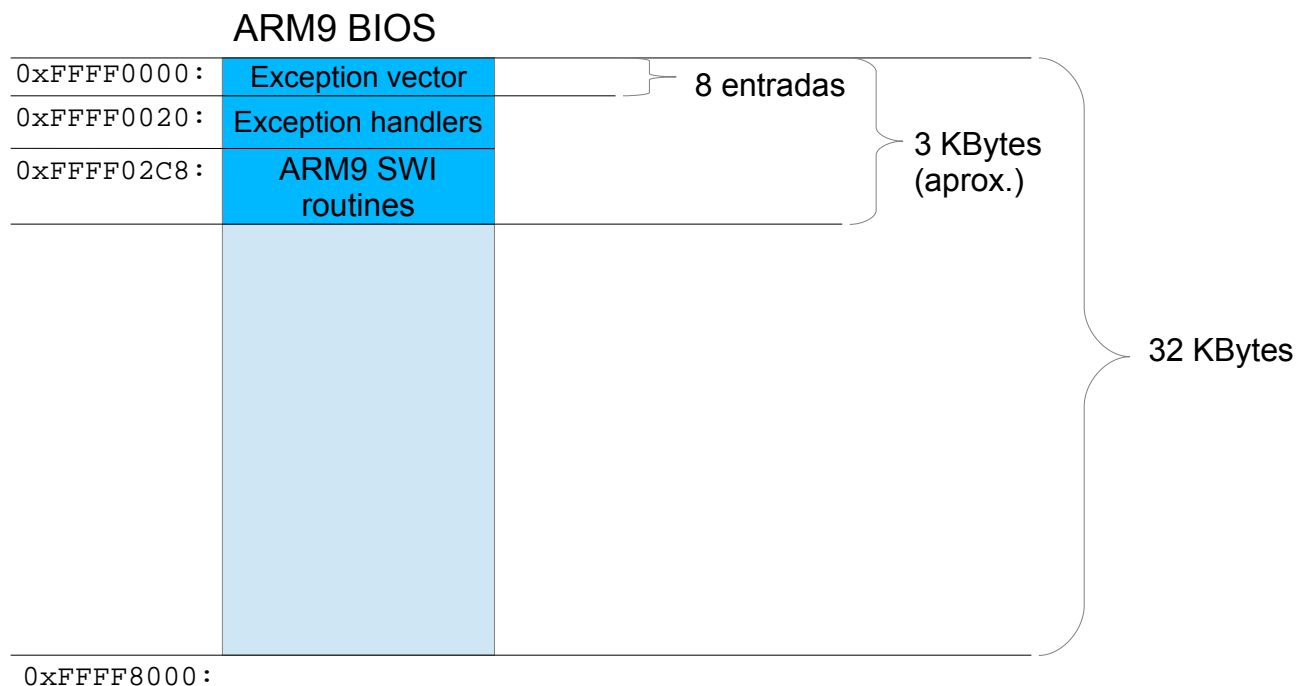 ARM9 BIOS
0xFFFF0000:
Exception vector
8 entradas
0xFFFF0020:
Exception handlers
3 KBytes
(aprox.)
0xFFFF02C8:
ARM9 SWI
routines
32 KBytes
0xFFFF8000: